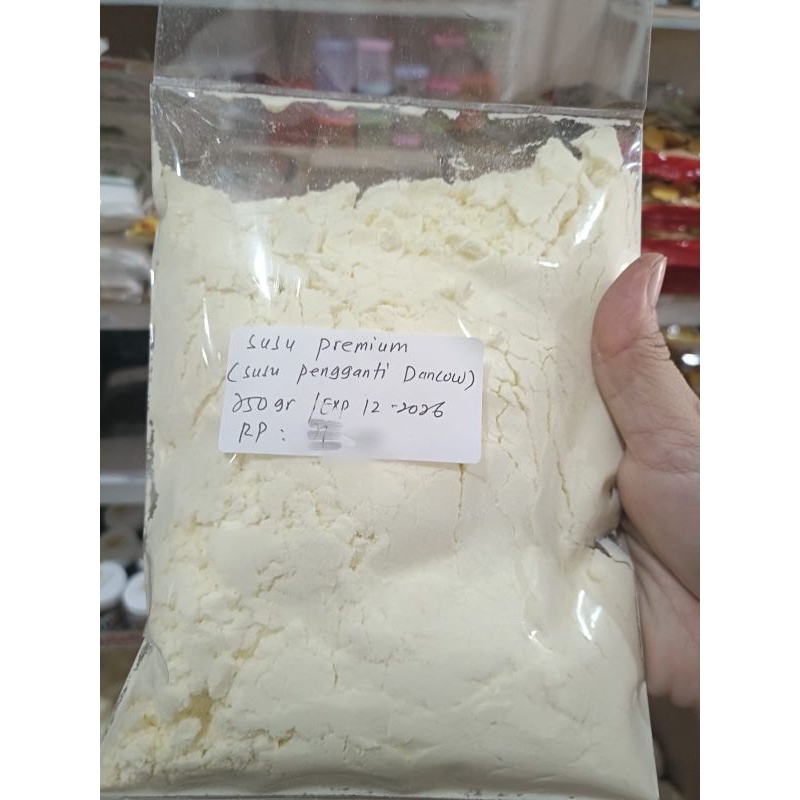 susu premium
(susu pengganti Dancow)
250 gr / EXP 12-2026
RP :